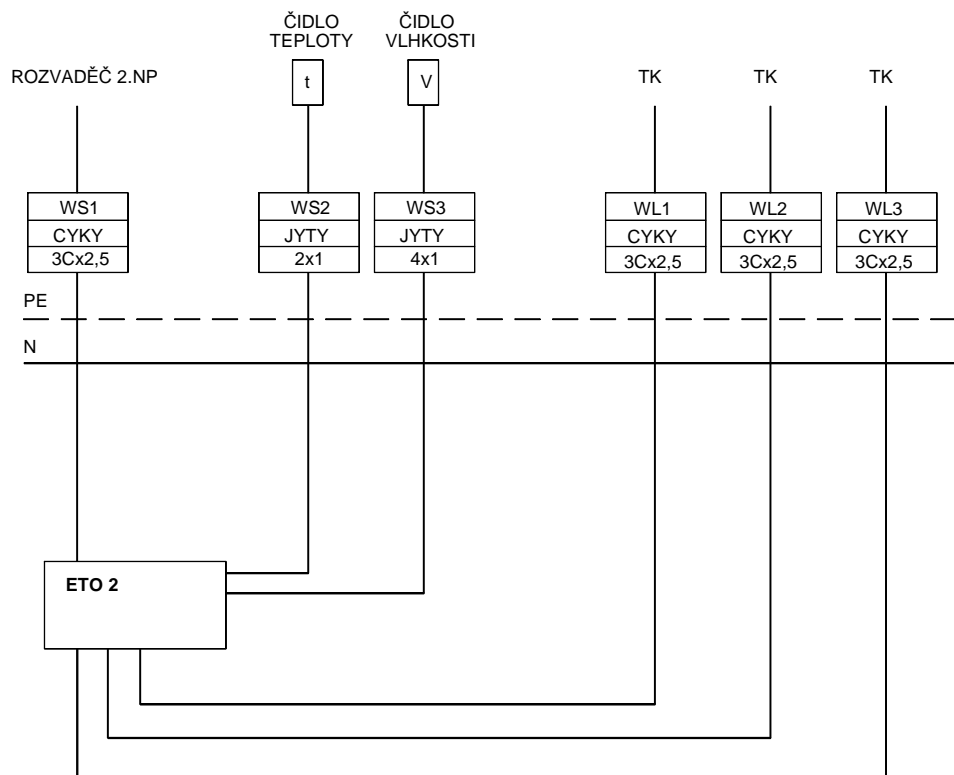 ČIDLO
TEPLOTY
ČIDLO
VLHKOSTI
ROZVADĚČ 2.NP
t
V
TK
TK
TK
WS1
CYKY
3Cx2,5
WS2
JYTY
2x1
WS3
JYTY
4x1
WL1
CYKY
3Cx2,5
WL2
CYKY
3Cx2,5
WL3
CYKY
3Cx2,5
PE
N
ETO 2